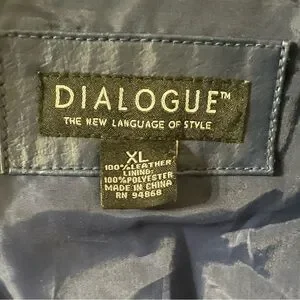 DIALOGUE™
THE NEW LANGUAGE OF STYLE
XL
100% LEATHER
LINING:
100% POLYESTER
MADE IN CHINA
RN 94868